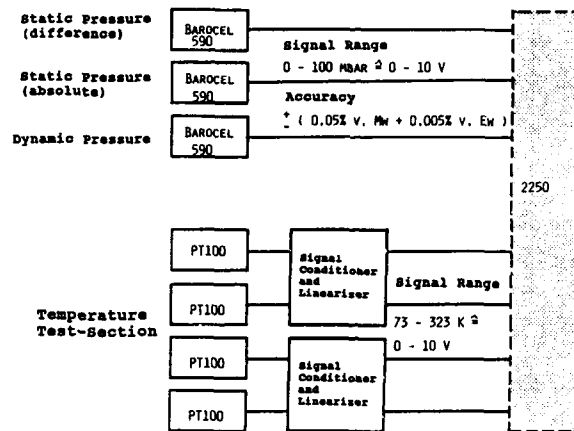 Static Pressure
(difference)
BAROCEL
590
Signal Range
0 - 100 MBAR ≙ 0 - 10 V
Static Pressure
(absolute)
BAROCEL
590
Accuracy
± ( 0.05% v. Mw + 0.005% v. Ew )
Dynamic Pressure
BAROCEL
590
2250
PT100
Signal
Conditioner
and
Linearizer
Signal Range
PT100
73 - 323 K ≙
0 - 10 V
Temperature
Test-Section
PT100
Signal
Conditioner
and
Linearizer
PT100